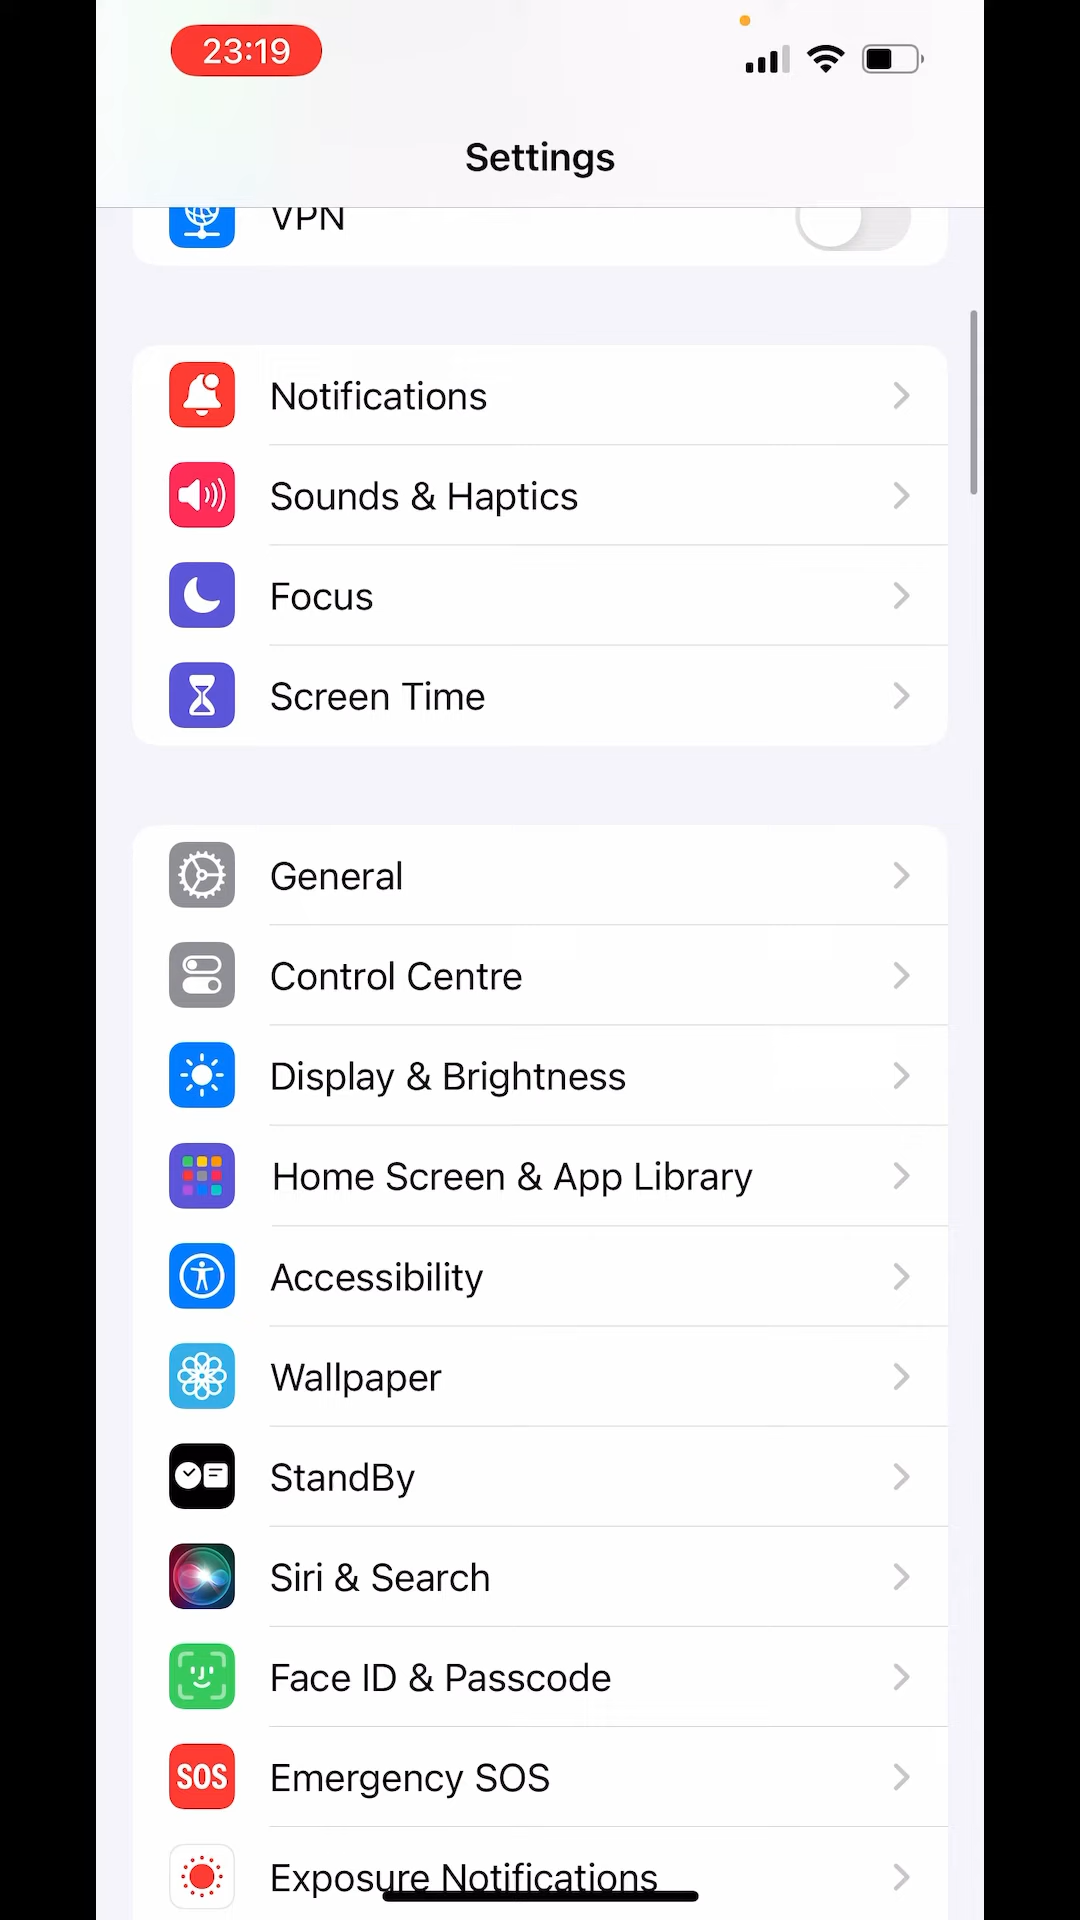 23:19
Settings
VPN
Notifications
Sounds & Haptics
Focus
Screen Time
General
Control Centre
Display & Brightness
Home Screen & App Library
Accessibility
Wallpaper
StandBy
Siri & Search
Face ID & Passcode
SOS Emergency SOS
Exposure Notifications